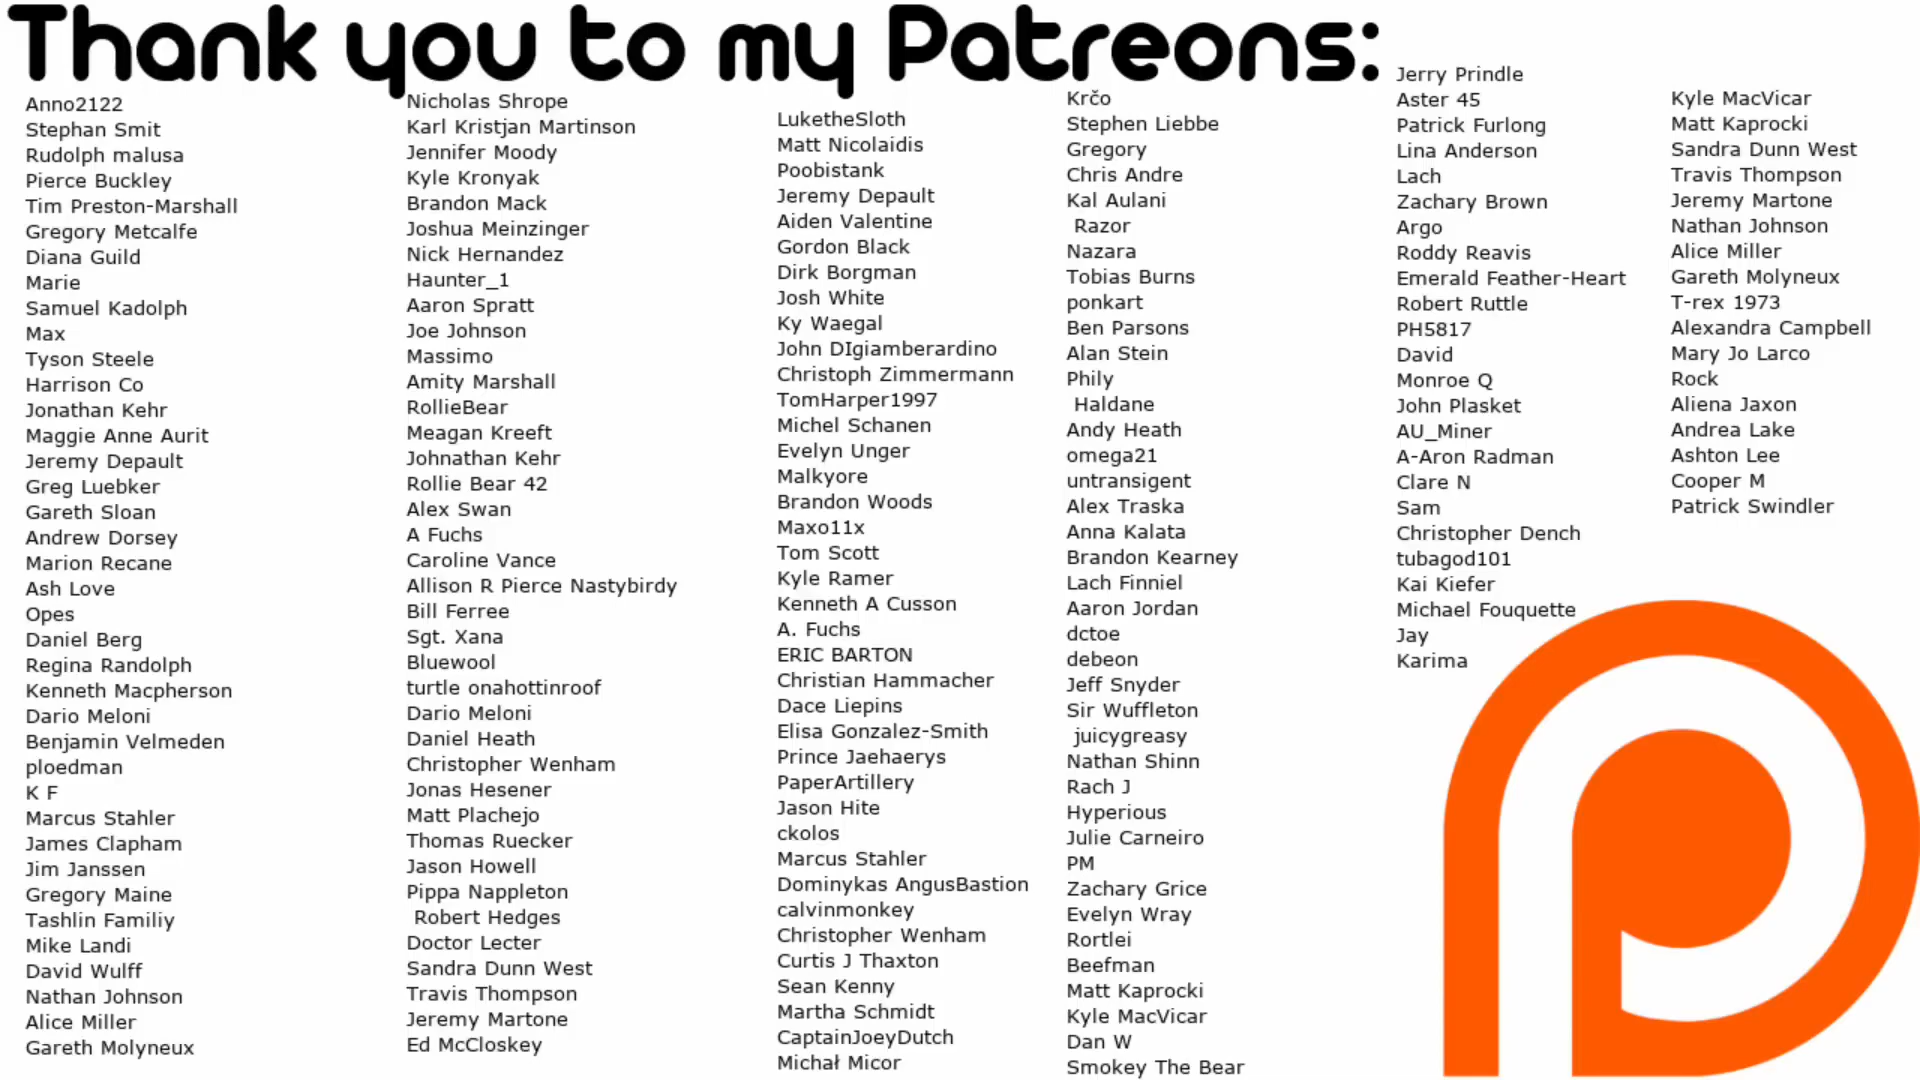 Thank you to my Patreons:
Anno2122
Stephan Smit
Rudolph malusa
Pierce Buckley
Tim Preston-Marshall
Gregory Metcalfe
Diana Guild
Marie
Samuel Kadolph
Max
Tyson Steele
Harrison Co
Jonathan Kehr
Maggie Anne Aurit
Jeremy Depault
Greg Luebker
Gareth Sloan
Andrew Dorsey
Marion Recane
Ash Love
Opes
Daniel Berg
Regina Randolph
Kenneth Macpherson
Dario Meloni
Benjamin Velmeden
ploedman
K F
Marcus Stahler
James Clapham
Jim Janssen
Gregory Maine
Tashlin Familiy
Mike Landi
David Wulff
Nathan Johnson
Alice Miller
Gareth Molyneux
Nicholas Shrope
Karl Kristjan Martinson
Jennifer Moody
Kyle Kronyak
Brandon Mack
Joshua Meinzinger
Nick Hernandez
Haunter_1
Aaron Spratt
Joe Johnson
Massimo
Amity Marshall
RollieBear
Meagan Kreeft
Johnathan Kehr
Rollie Bear 42
Alex Swan
A Fuchs
Caroline Vance
Allison R Pierce Nastybirdy
Bill Ferree
Sgt. Xana
Bluewool
turtle onahottinroof
Dario Meloni
Daniel Heath
Christopher Wenham
Jonas Hesener
Matt Plachejo
Thomas Ruecker
Jason Howell
Pippa Nappleton
Robert Hedges
Doctor Lecter
Sandra Dunn West
Travis Thompson
Jeremy Martone
Ed McCloskey
LuketheSloth
Matt Nicolaidis
Poobistank
Jeremy Depault
Aiden Valentine
Gordon Black
Dirk Borgman
Josh White
Ky Waegal
John DIgiamberardino
Christoph Zimmermann
TomHarper1997
Michel Schanen
Evelyn Unger
Malkyore
Brandon Woods
Maxo11x
Tom Scott
Kyle Ramer
Kenneth A Cusson
A. Fuchs
ERIC BARTON
Christian Hammacher
Dace Liepins
Elisa Gonzalez-Smith
Prince Jaehaerys
PaperArtillery
Jason Hite
ckolos
Marcus Stahler
Dominykas AngusBastion
calvinmonkey
Christopher Wenham
Curtis J Thaxton
Sean Kenny
Martha Schmidt
CaptainJoeyDutch
Michał Micor
Krčo
Stephen Liebbe
Gregory
Chris Andre
Kal Aulani
Razor
Nazara
Tobias Burns
ponkart
Ben Parsons
Alan Stein
Phily
Haldane
Andy Heath
omega21
untransigent
Alex Traska
Anna Kalata
Brandon Kearney
Lach Finniel
Aaron Jordan
dctoe
debeon
Jeff Snyder
Sir Wuffleton
juicygreasy
Nathan Shinn
Rach J
Hyperious
Julie Carneiro
PM
Zachary Grice
Evelyn Wray
Rortlei
Beefman
Matt Kaprocki
Kyle MacVicar
Dan W
Smokey The Bear
Jerry Prindle
Aster 45
Patrick Furlong
Lina Anderson
Lach
Zachary Brown
Argo
Roddy Reavis
Emerald Feather-Heart
Robert Ruttle
PH5817
David
Monroe Q
John Plasket
AU_Miner
A-Aron Radman
Clare N
Sam
Christopher Dench
tubagod101
Kai Kiefer
Michael Fouquette
Jay
Karima
Kyle MacVicar
Matt Kaprocki
Sandra Dunn West
Travis Thompson
Jeremy Martone
Nathan Johnson
Alice Miller
Gareth Molyneux
T-rex 1973
Alexandra Campbell
Mary Jo Larco
Rock
Aliena Jaxon
Andrea Lake
Ashton Lee
Cooper M
Patrick Swindler